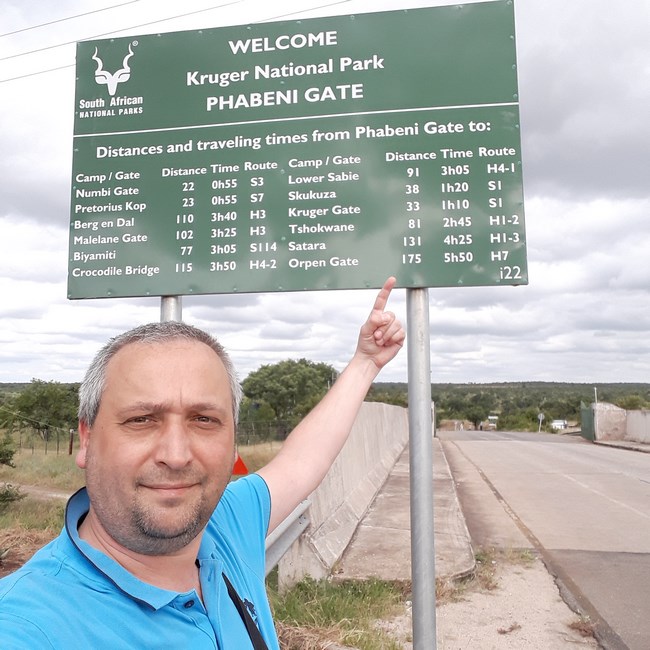 WELCOME
Kruger National Park
PHABENI GATE
®
South African
NATIONAL PARKS
Distances and traveling times from Phabeni Gate to:
Camp / Gate Distance Time Route
Numbi Gate 22 0h55 S3
Pretorius Kop 23 0h55 S7
Berg en Dal 110 3h40 H3
Malelane Gate 102 3h25 H3
Biyamiti 77 3h05 S114
Crocodile Bridge 115 3h50 H4-2
Camp / Gate Distance Time Route
Lower Sabie 91 3h05 H4-1
Skukuza 38 1h20 S1
Kruger Gate 33 1h10 S1
Tshokwane 81 2h45 H1-2
Satara 131 4h25 H1-3
Orpen Gate 175 5h50 H7
i22